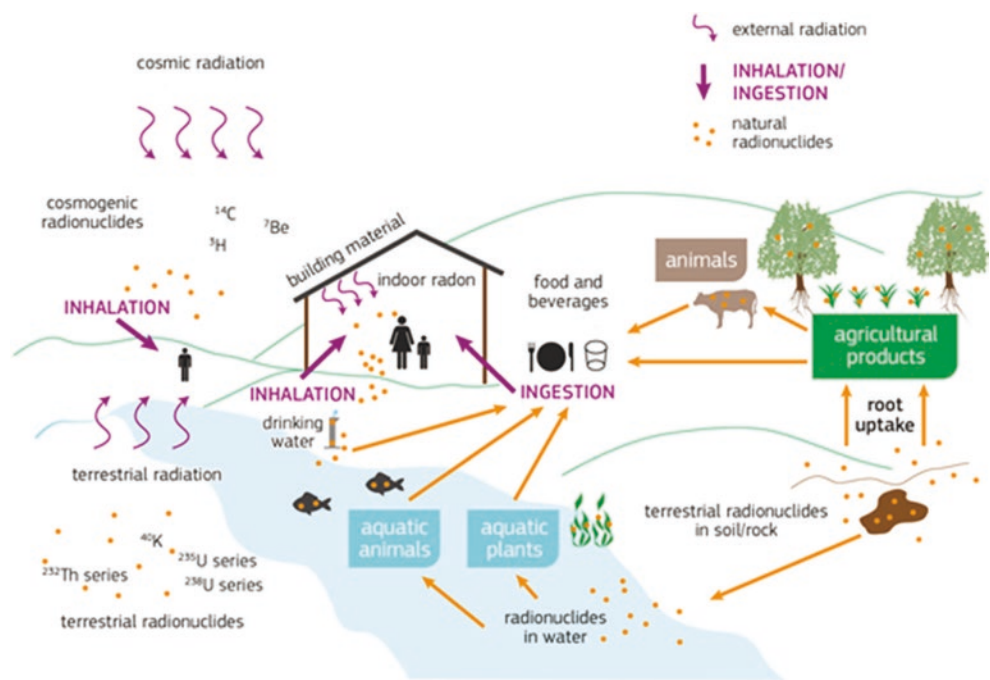 external radiation
INHALATION/
INGESTION
natural
radionuclides
cosmic radiation
cosmogenic
radionuclides
¹⁴C
⁷Be
³H
building material
indoor radon
food and
beverages
animals
agricultural
products
INHALATION
INHALATION
INGESTION
root
uptake
drinking
water
terrestrial radiation
aquatic
animals
aquatic
plants
terrestrial radionuclides
in soil/rock
⁴⁰K
²³⁵U series
²³²Th series
²³⁸U series
terrestrial radionuclides
radionuclides
in water